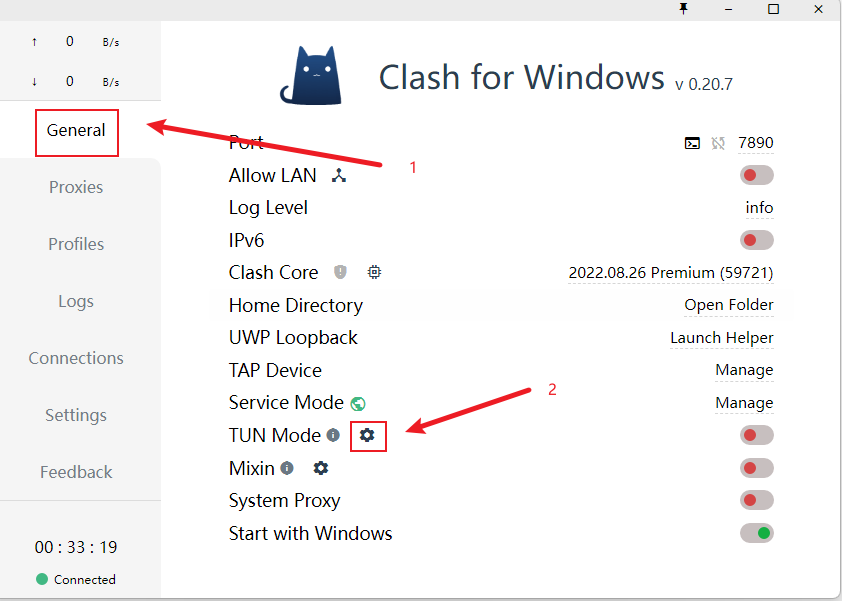 ↑ 0 B/s
↓ 0 B/s
General
Proxies
Profiles
Logs
Connections
Settings
Feedback
00 : 33 : 19
Connected
Clash for Windows v 0.20.7
Port 7890
1
Allow LAN
Log Level info
IPv6
Clash Core 2022.08.26 Premium (59721)
Home Directory Open Folder
UWP Loopback Launch Helper
TAP Device Manage
2
Service Mode Manage
TUN Mode
Mixin
System Proxy
Start with Windows